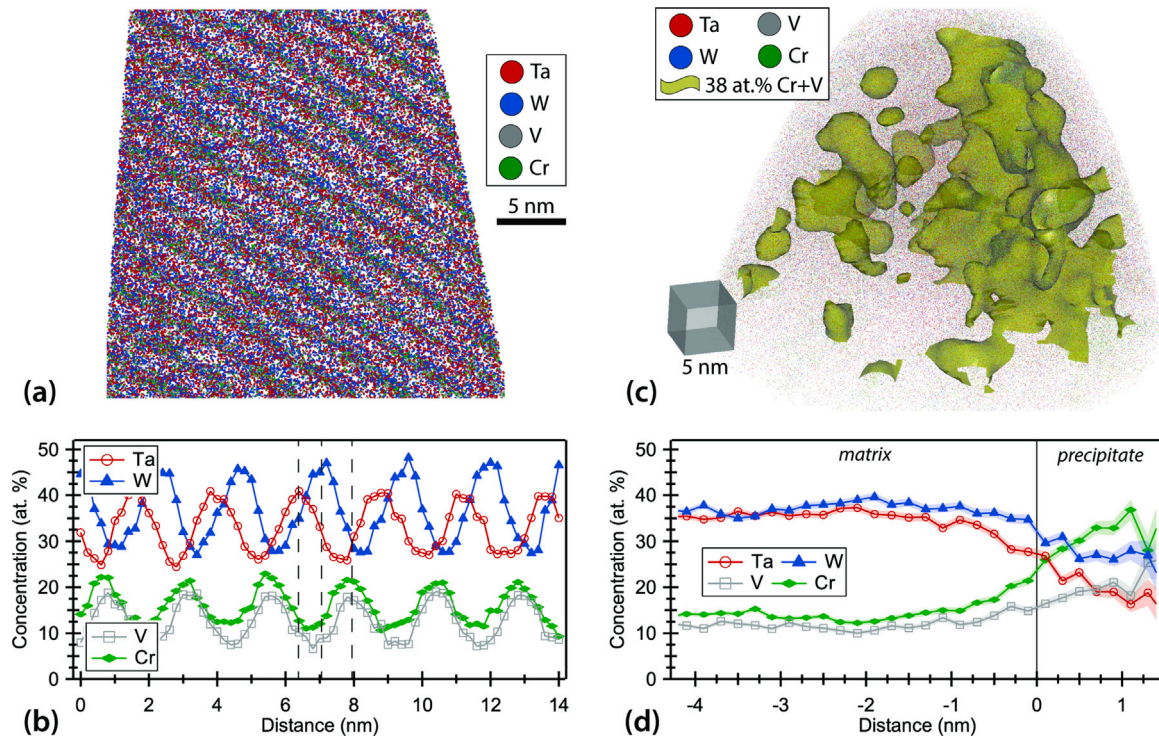 Ta
W
V
Cr
5 nm
(a)
Ta V
W Cr
38 at.% Cr+V
5 nm
(c)
Concentration (at. %)
50
40
30
20
10
0
Ta
W
V
Cr
0 2 4 6 8 10 12 14
Distance (nm)
(b)
Concentration (at. %)
50
40
30
20
10
0
matrix precipitate
Ta W
V Cr
-4 -3 -2 -1 0 1
Distance (nm)
(d)